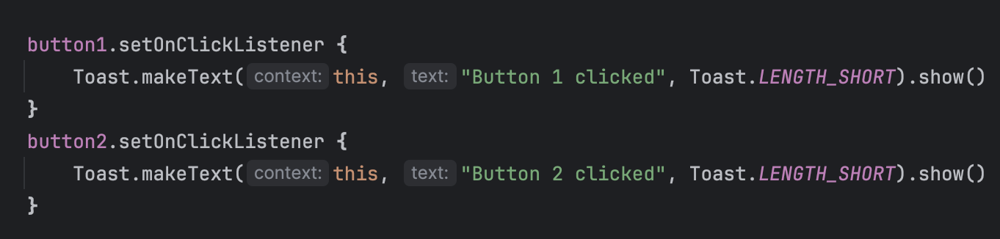 button1.setOnClickListener {
Toast.makeText( context: this, text: "Button 1 clicked", Toast.LENGTH_SHORT).show()
}
button2.setOnClickListener {
Toast.makeText( context: this, text: "Button 2 clicked", Toast.LENGTH_SHORT).show()
}